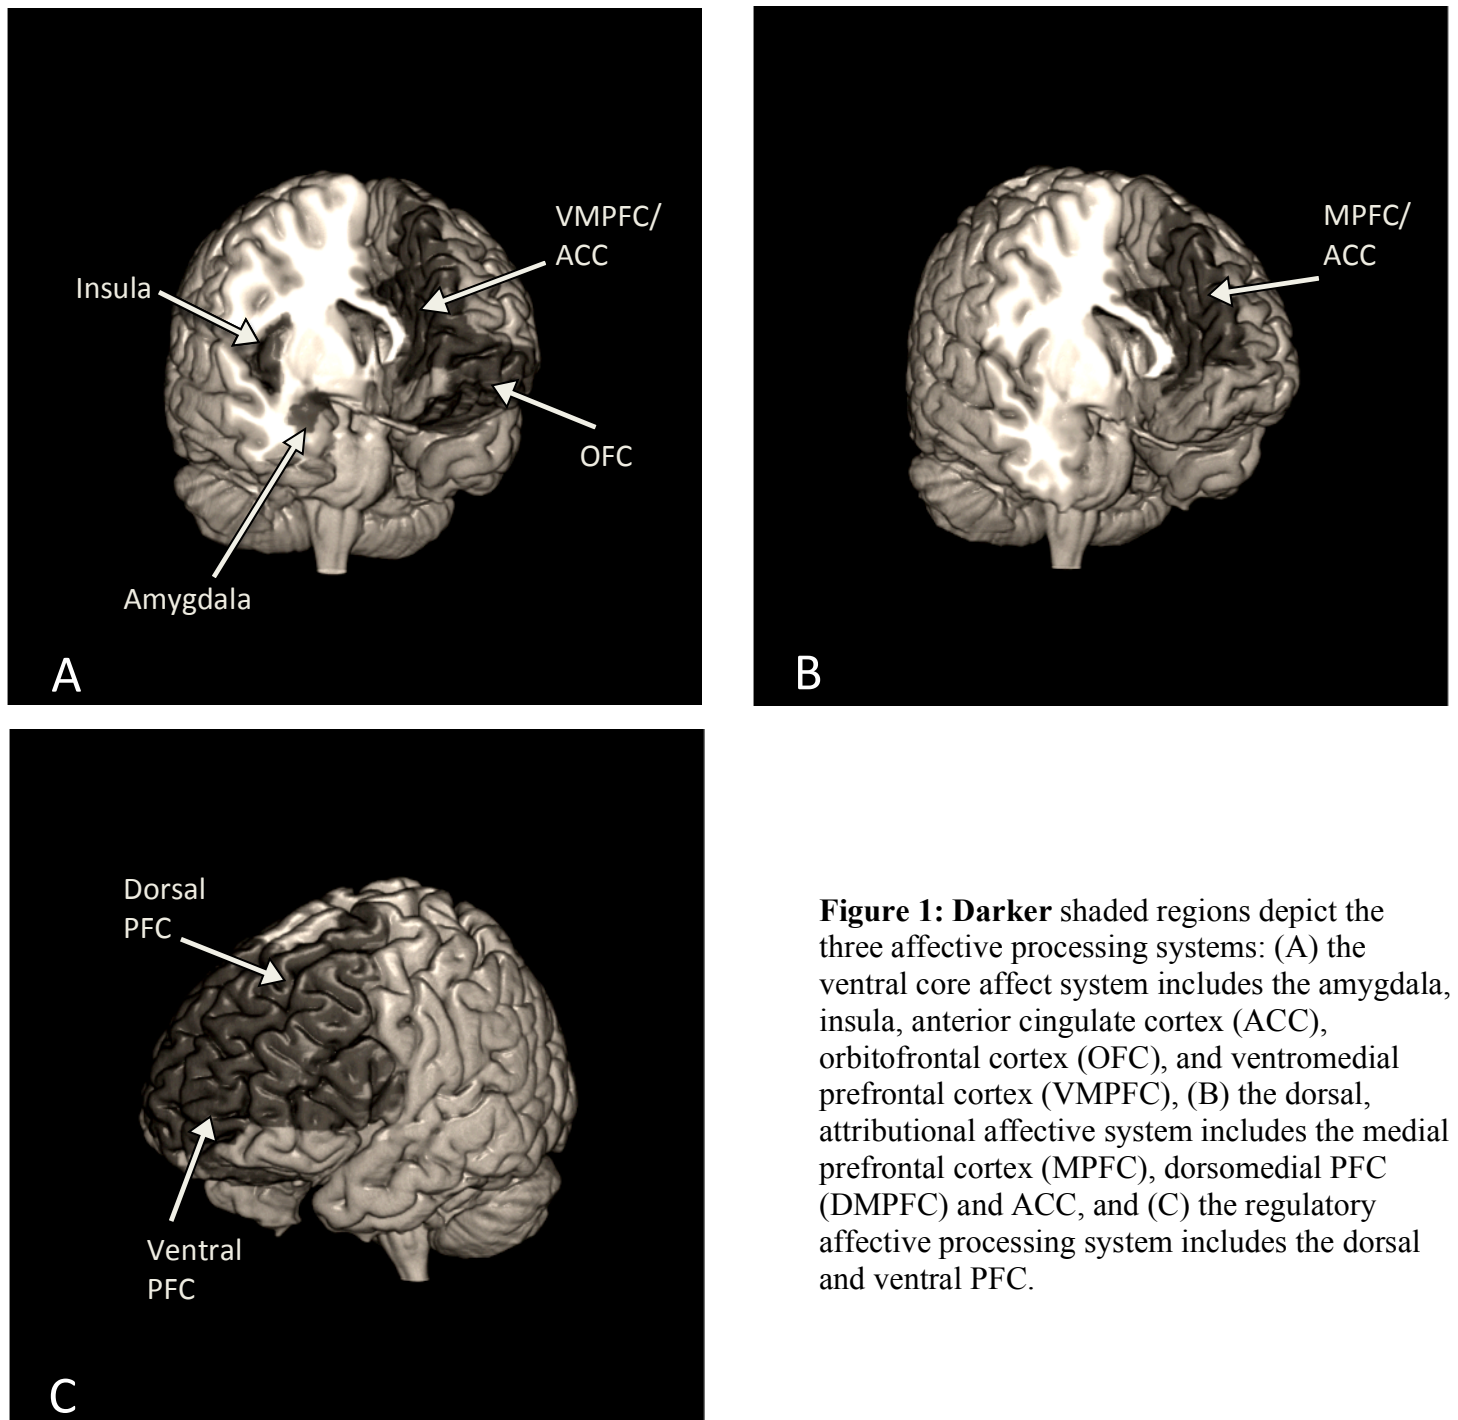 VMPFC/
ACC
Insula
OFC
Amygdala
A
MPFC/
ACC
B
Dorsal
PFC
Ventral
PFC
C
Figure 1: Darker shaded regions depict the
three affective processing systems: (A) the
ventral core affect system includes the amygdala,
insula, anterior cingulate cortex (ACC),
orbitofrontal cortex (OFC), and ventromedial
prefrontal cortex (VMPFC), (B) the dorsal,
attributional affective system includes the medial
prefrontal cortex (MPFC), dorsomedial PFC
(DMPFC) and ACC, and (C) the regulatory
affective processing system includes the dorsal
and ventral PFC.